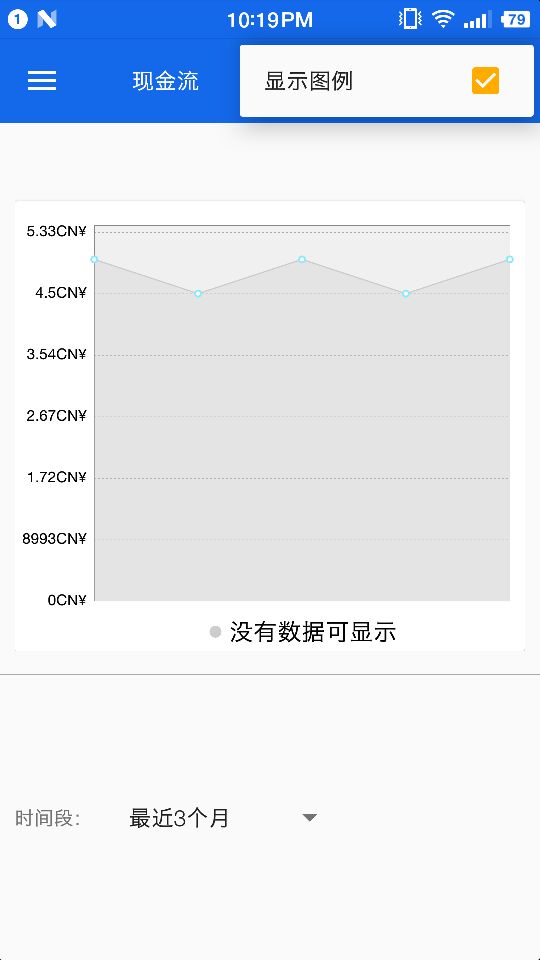 1
10:19PM
79
现金流
显示图例
5.33CN¥
4.5CN¥
3.54CN¥
2.67CN¥
1.72CN¥
8993CN¥
0CN¥
没有数据可显示
时间段:
最近3个月